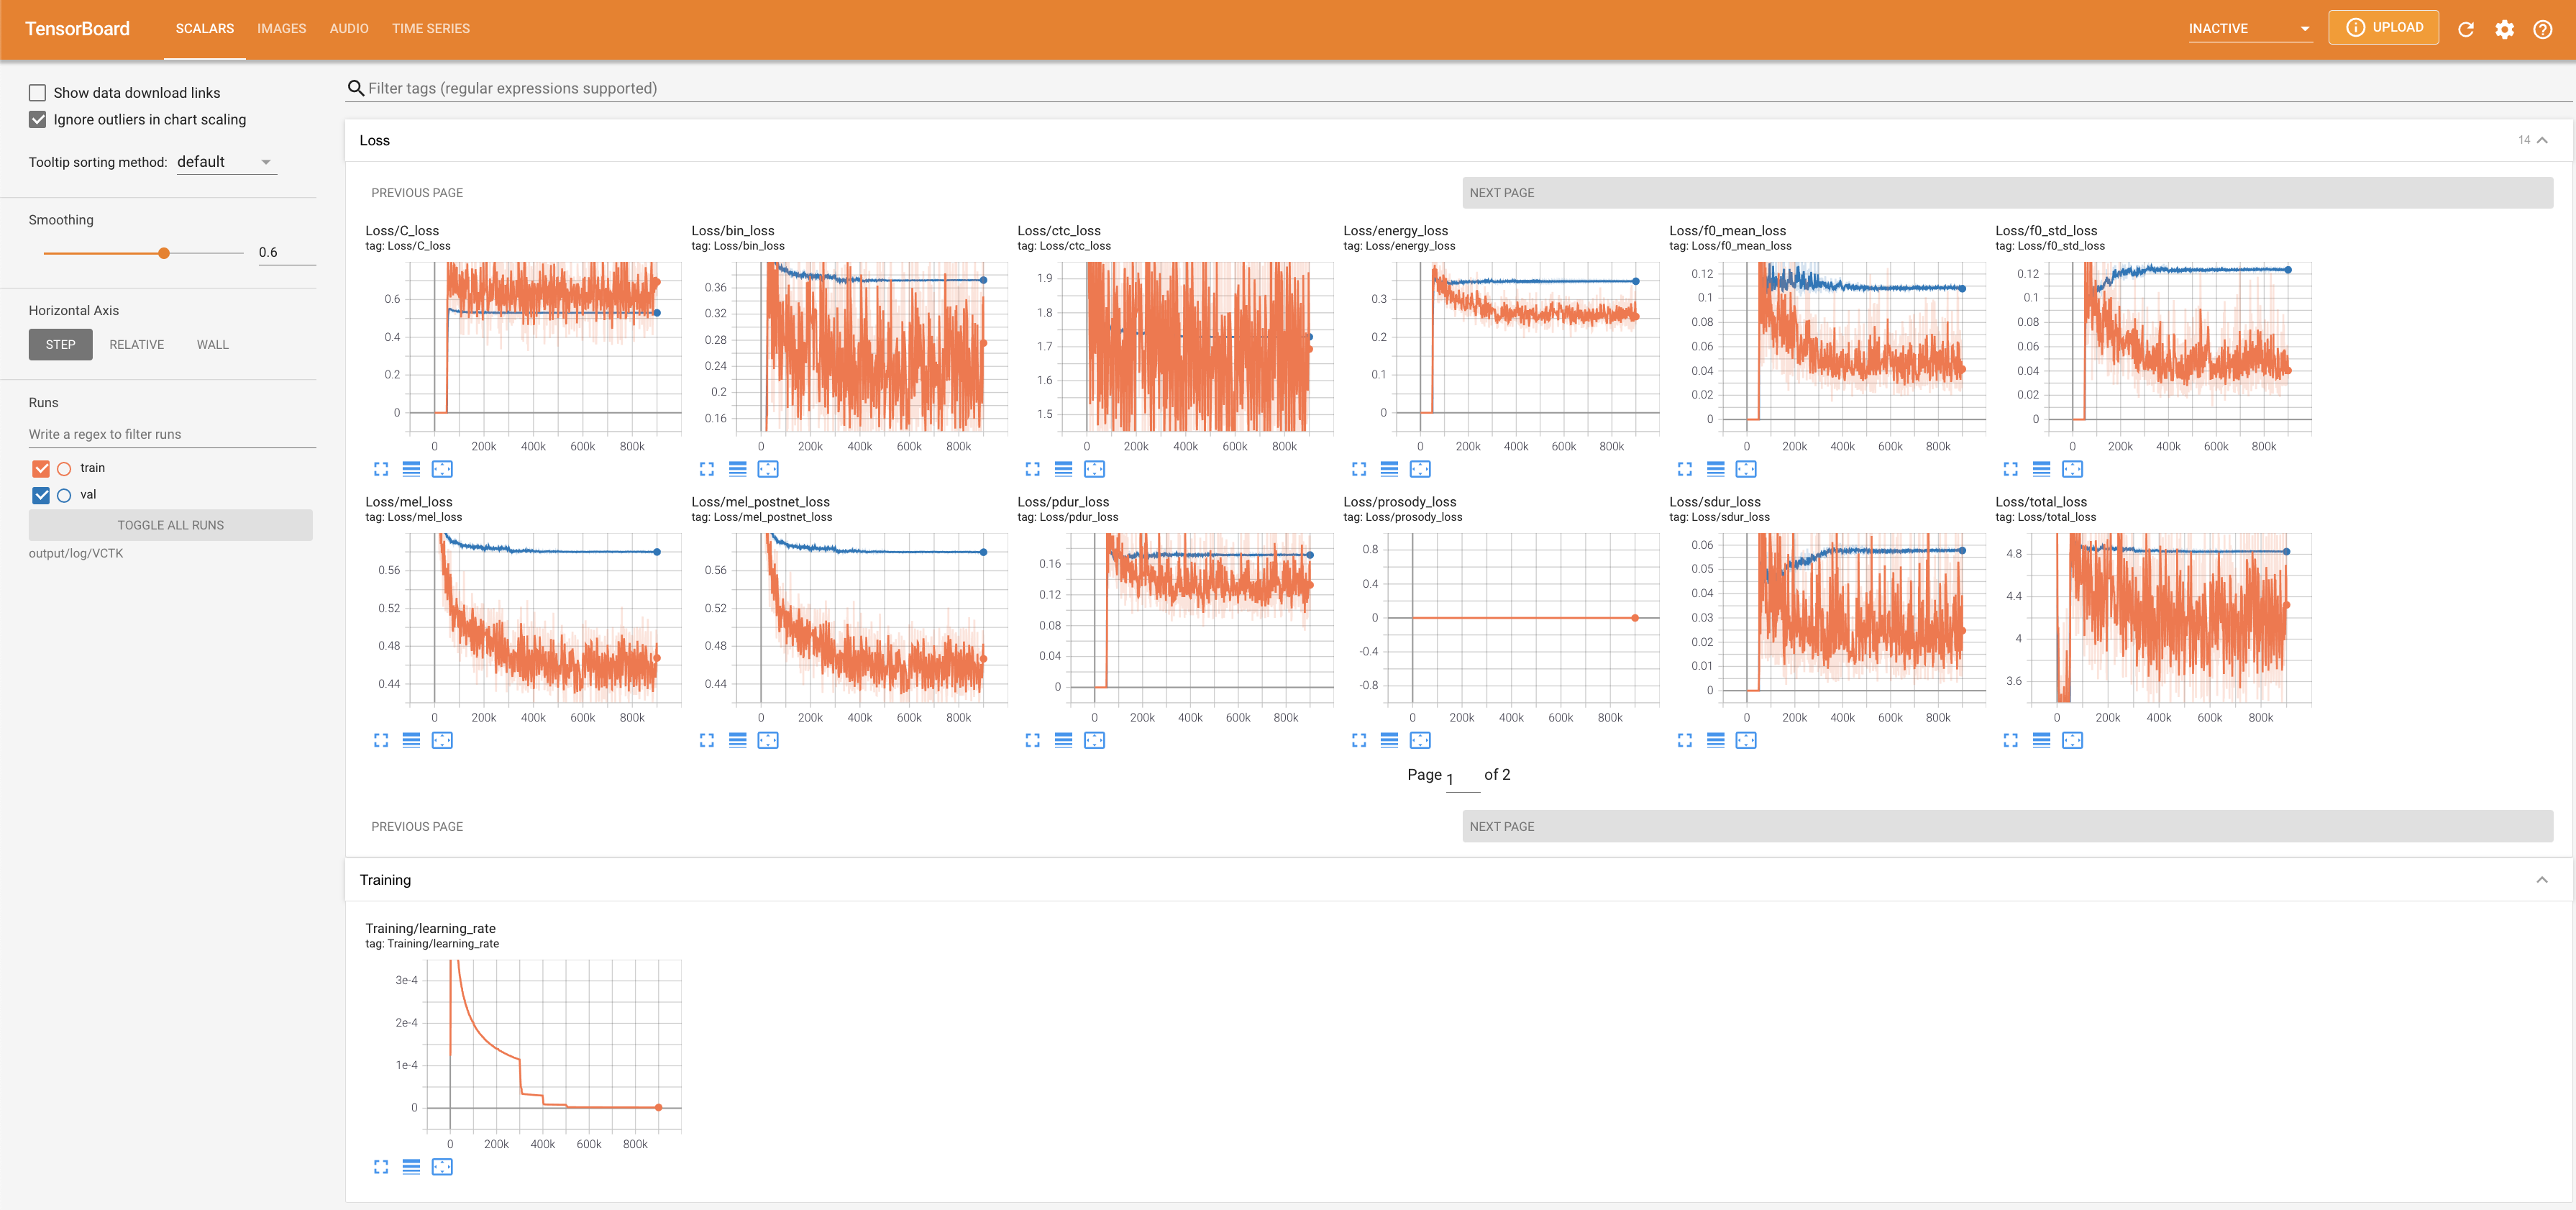 TensorBoard SCALARS IMAGES AUDIO TIME SERIES INACTIVE UPLOAD
Show data download links
Ignore outliers in chart scaling
Tooltip sorting method: default
Smoothing
0.6
Horizontal Axis
STEP RELATIVE WALL
Runs
Write a regex to filter runs
train
val
TOGGLE ALL RUNS
output/log/VCTK
Filter tags (regular expressions supported)
Loss 14
PREVIOUS PAGE NEXT PAGE
Loss/C_loss
tag: Loss/C_loss
0.6
0.4
0.2
0
0 200k 400k 600k 800k
Loss/bin_loss
tag: Loss/bin_loss
0.36
0.32
0.28
0.24
0.2
0.16
0 200k 400k 600k 800k
Loss/ctc_loss
tag: Loss/ctc_loss
1.9
1.8
1.7
1.6
1.5
0 200k 400k 600k 800k
Loss/energy_loss
tag: Loss/energy_loss
0.3
0.2
0.1
0
0 200k 400k 600k 800k
Loss/f0_mean_loss
tag: Loss/f0_mean_loss
0.12
0.1
0.08
0.06
0.04
0.02
0
0 200k 400k 600k 800k
Loss/f0_std_loss
tag: Loss/f0_std_loss
0.12
0.1
0.08
0.06
0.04
0.02
0
0 200k 400k 600k 800k
Loss/mel_loss
tag: Loss/mel_loss
0.56
0.52
0.48
0.44
0 200k 400k 600k 800k
Loss/mel_postnet_loss
tag: Loss/mel_postnet_loss
0.56
0.52
0.48
0.44
0 200k 400k 600k 800k
Loss/pdur_loss
tag: Loss/pdur_loss
0.16
0.12
0.08
0.04
0
0 200k 400k 600k 800k
Loss/prosody_loss
tag: Loss/prosody_loss
0.8
0.4
0
-0.4
-0.8
0 200k 400k 600k 800k
Loss/sdur_loss
tag: Loss/sdur_loss
0.06
0.05
0.04
0.03
0.02
0.01
0
0 200k 400k 600k 800k
Loss/total_loss
tag: Loss/total_loss
4.8
4.4
4
3.6
0 200k 400k 600k 800k
Page 1 of 2
PREVIOUS PAGE NEXT PAGE
Training
Training/learning_rate
tag: Training/learning_rate
3e-4
2e-4
1e-4
0
0 200k 400k 600k 800k